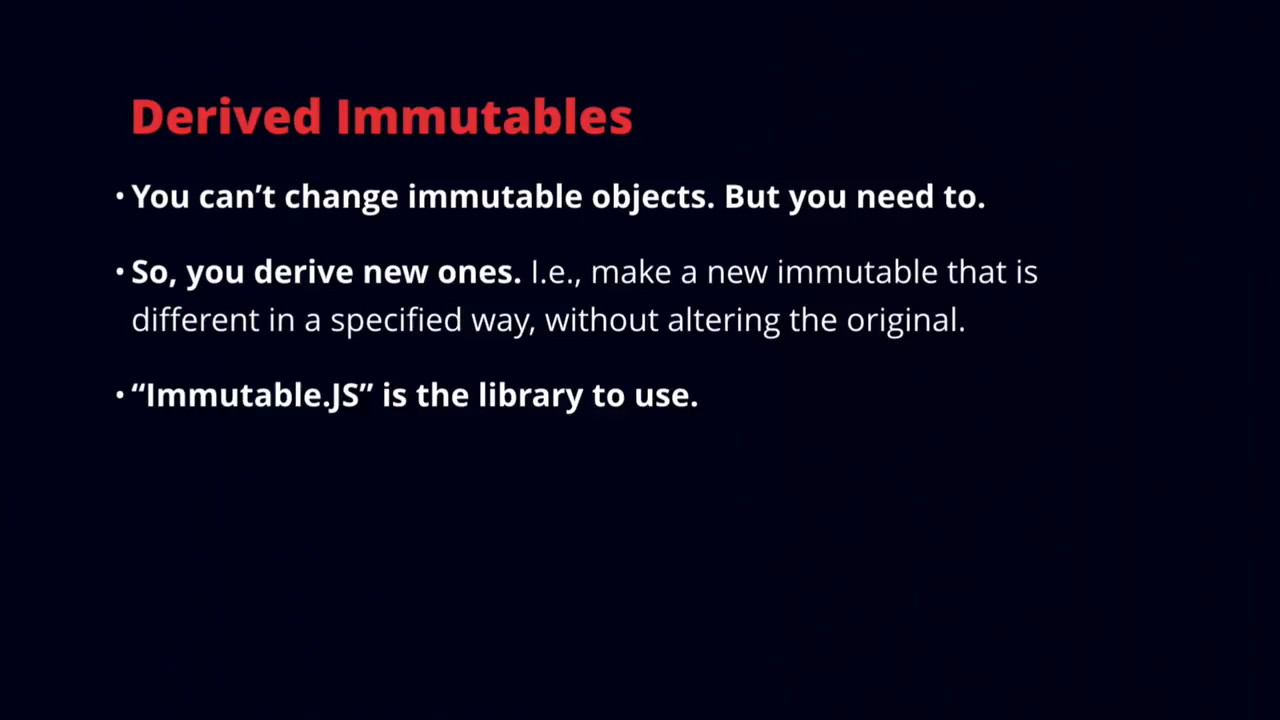 Derived Immutables
• You can’t change immutable objects. But you need to.
• So, you derive new ones. I.e., make a new immutable that is
different in a specified way, without altering the original.
• “Immutable.JS” is the library to use.